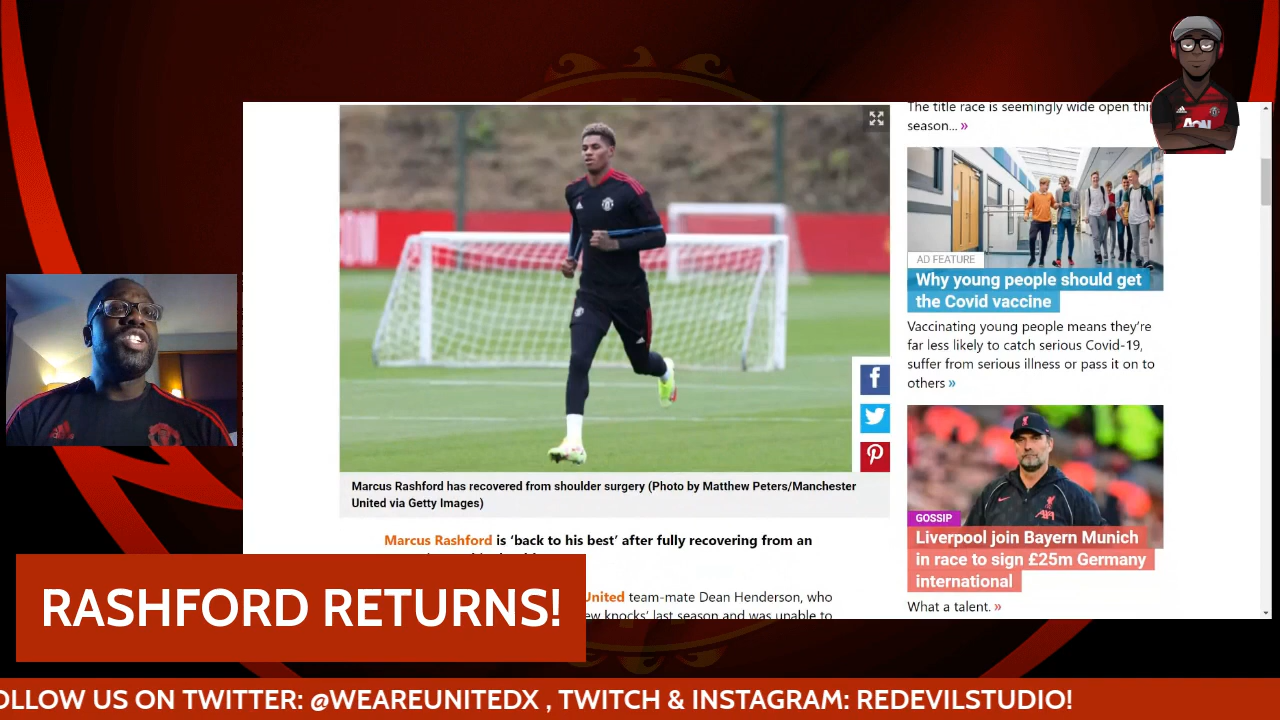 The title race is seemingly wide open this
season... »
AON
AD FEATURE
Why young people should get
the Covid vaccine
Vaccinating young people means they're
far less likely to catch serious Covid-19,
suffer from serious illness or pass it on to
others »
Marcus Rashford has recovered from shoulder surgery (Photo by Matthew Peters/Manchester
United via Getty Images)
GOSSIP
Liverpool join Bayern Munich
in race to sign £25m Germany
international
What a talent. »
Marcus Rashford is ‘back to his best’ after fully recovering from an
United team-mate Dean Henderson, who
knocks’ last season and was unable to
RASHFORD RETURNS!
OLLOW US ON TWITTER: @WEAREUNITEDX , TWITCH & INSTAGRAM: REDEVILSTUDIO!